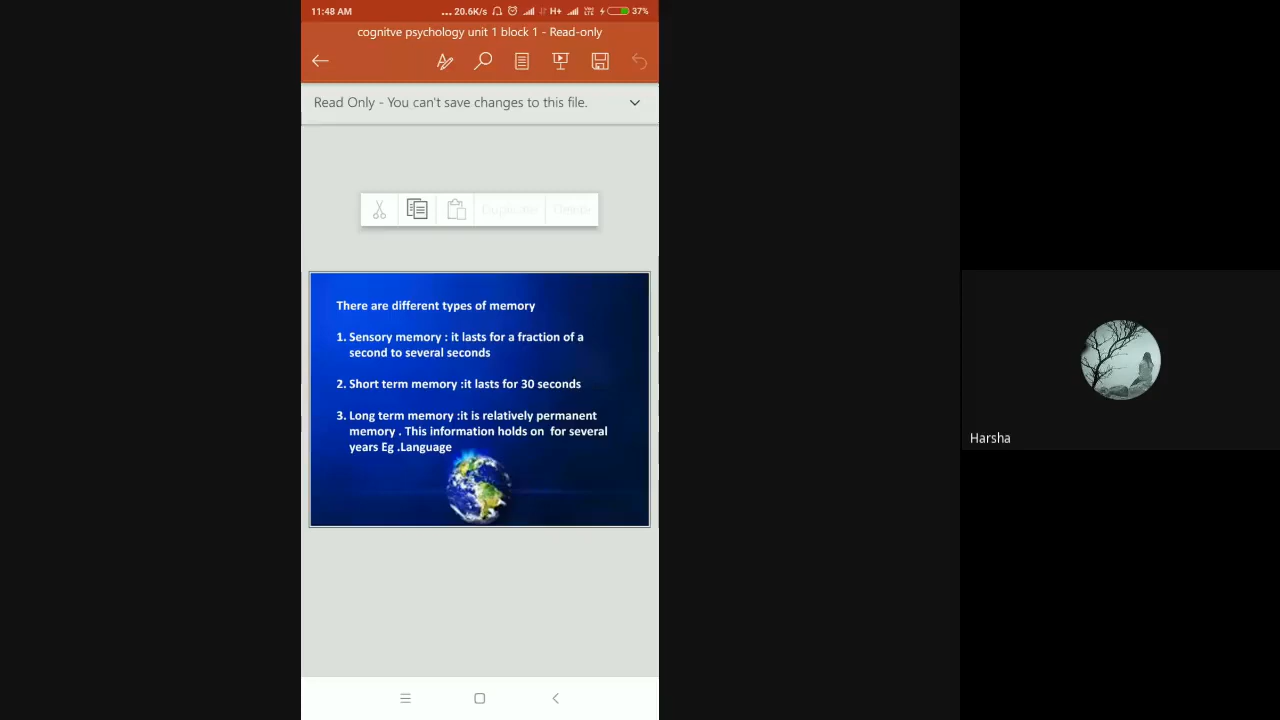 11:48 AM
... 20.6K/s
H+
VoLTE
37%
cognitve psychology unit 1 block 1 - Read-only
Read Only - You can't save changes to this file.
Duplicate Delete
There are different types of memory
1. Sensory memory : it lasts for a fraction of a
second to several seconds
2. Short term memory :it lasts for 30 seconds
3. Long term memory :it is relatively permanent
memory . This information holds on for several
years Eg .Language
Harsha